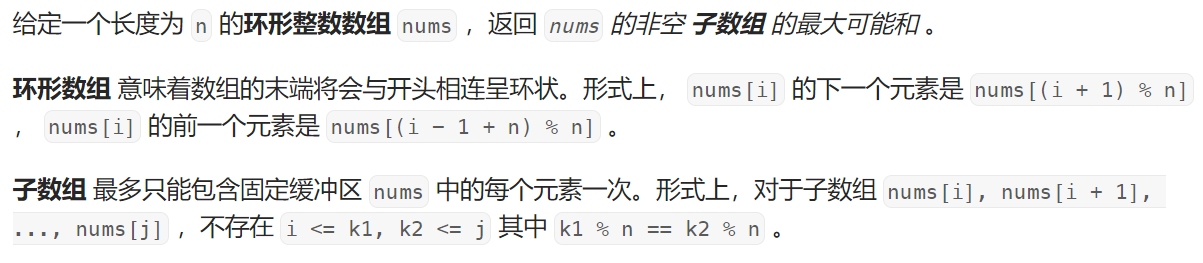 给定一个长度为 n 的环形整数数组 nums ，返回 nums 的非空 子数组 的最大可能和 。
环形数组 意味着数组的末端将会与开头相连呈环状。形式上， nums[i] 的下一个元素是 nums[(i + 1) % n]
， nums[i] 的前一个元素是 nums[(i - 1 + n) % n] 。
子数组 最多只能包含固定缓冲区 nums 中的每个元素一次。形式上，对于子数组 nums[i], nums[i + 1],
..., nums[j] ，不存在 i <= k1, k2 <= j 其中 k1 % n == k2 % n 。